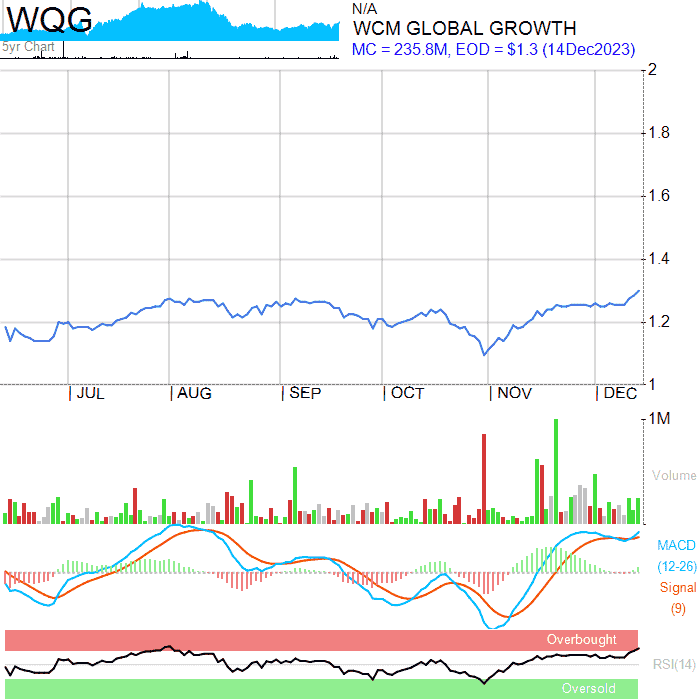 WQG
5yr Chart
N/A
WCM GLOBAL GROWTH
MC = 235.8M, EOD = $1.3 (14Dec2023)
2
1.8
1.6
1.4
1.2
1
JUL
AUG
SEP
OCT
NOV
DEC
1M
Volume
MACD
(12-26)
Signal
(9)
Overbought
RSI(14)
Oversold